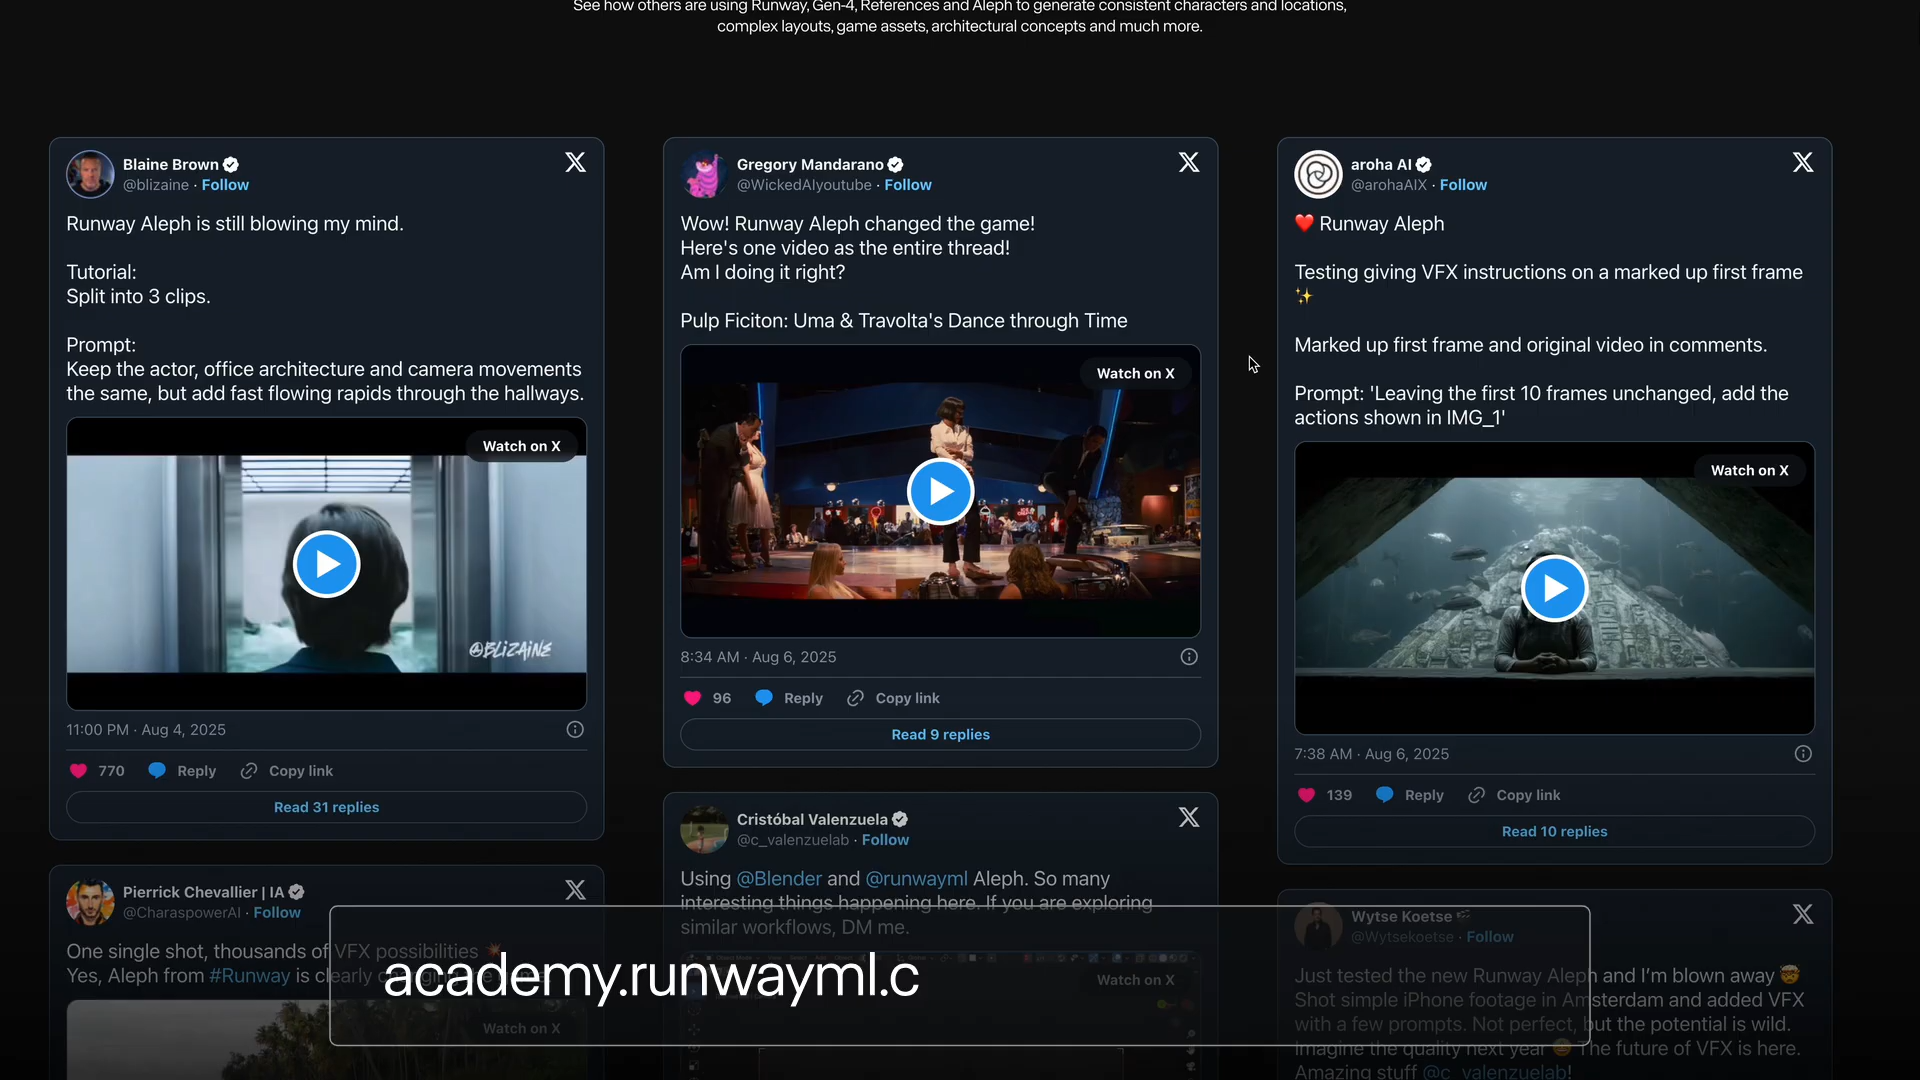 See how others are using Runway, Gen-4, References and Aleph to generate consistent characters and locations,
complex layouts, game assets, architectural concepts and much more.
Blaine Brown
@blizaine · Follow
Runway Aleph is still blowing my mind.
Tutorial:
Split into 3 clips.
Prompt:
Keep the actor, office architecture and camera movements
the same, but add fast flowing rapids through the hallways.
Watch on X
@BLiZAiNE
11:00 PM · Aug 4, 2025
770 Reply Copy link
Read 31 replies
Pierrick Chevallier | IA
@CharaspowerAI · Follow
One single shot, thousands of VFX possibilities 💥
Yes, Aleph from #Runway is clearly
Watch on X
Gregory Mandarano
@WickedAIyoutube · Follow
Wow! Runway Aleph changed the game!
Here's one video as the entire thread!
Am I doing it right?
Pulp Ficiton: Uma & Travolta's Dance through Time
Watch on X
8:34 AM · Aug 6, 2025
96 Reply Copy link
Read 9 replies
Cristóbal Valenzuela
@c_valenzuelab · Follow
Using @Blender and @runwayml Aleph. So many
interesting things happening here. If you are exploring
similar workflows, DM me.
Watch on X
aroha AI
@arohaAIX · Follow
❤️ Runway Aleph
Testing giving VFX instructions on a marked up first frame
✨
Marked up first frame and original video in comments.
Prompt: 'Leaving the first 10 frames unchanged, add the
actions shown in IMG_1'
Watch on X
7:38 AM · Aug 6, 2025
139 Reply Copy link
Read 10 replies
Wytse Koetse
@Wytsekoetse · Follow
Just tested the new Runway Aleph and I'm blown away 🤯
Shot simple iPhone footage in Amsterdam and added VFX
with a few prompts. Not perfect, but the potential is wild.
Imagine the quality next year The future of VFX is here.
Amazing stuff @c_valenzuelab!
academy.runwayml.c